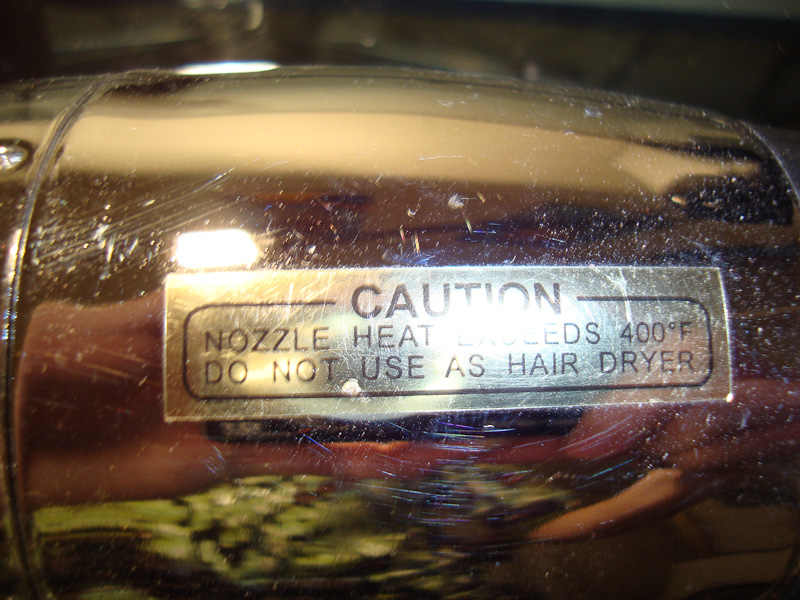 CAUTION
NOZZLE HEAT EXCEEDS 400°F
DO NOT USE AS HAIR DRYER